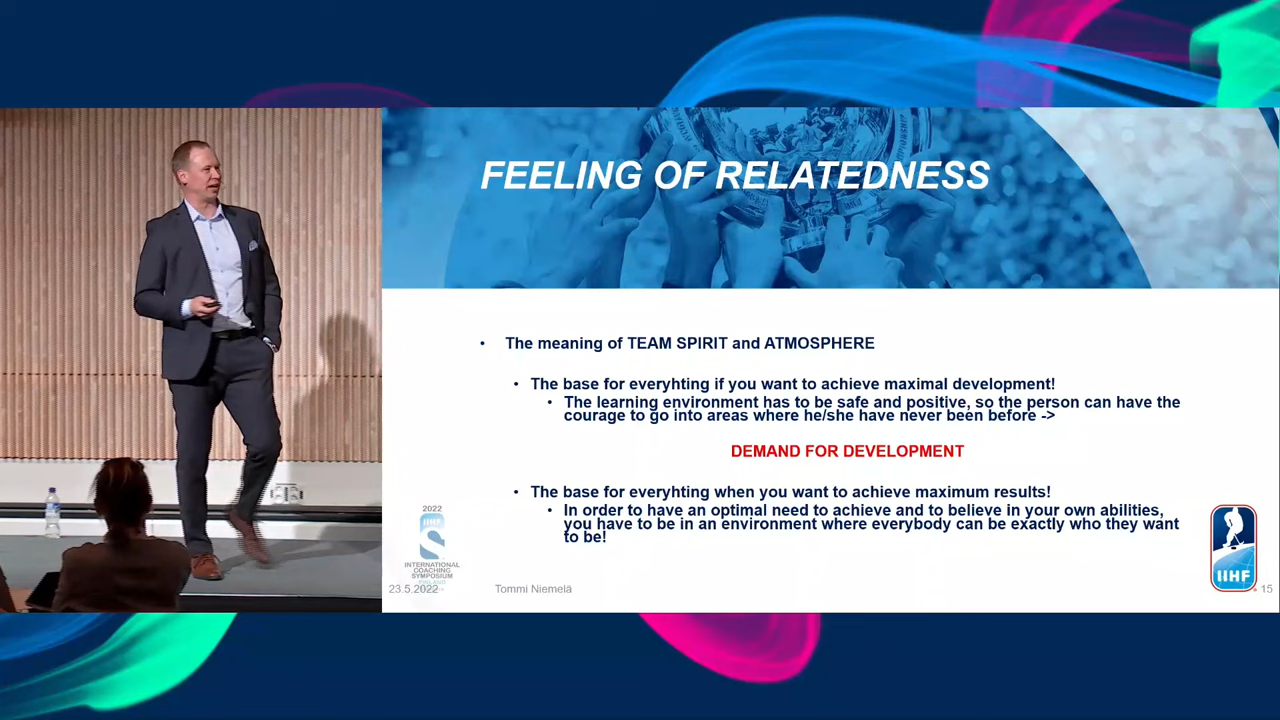 FEELING OF RELATEDNESS
• The meaning of TEAM SPIRIT and ATMOSPHERE
• The base for everyhting if you want to achieve maximal development!
• The learning environment has to be safe and positive, so the person can have the
courage to go into areas where he/she have never been before ->
DEMAND FOR DEVELOPMENT
• The base for everyhting when you want to achieve maximum results!
• In order to have an optimal need to achieve and to believe in your own abilities,
you have to be in an environment where everybody can be exactly who they want
to be!
2022
IIHF
INTERNATIONAL
COACHING
SYMPOSIUM
FINLAND
23.5.2022
Tommi Niemelä
IIHF
• 15